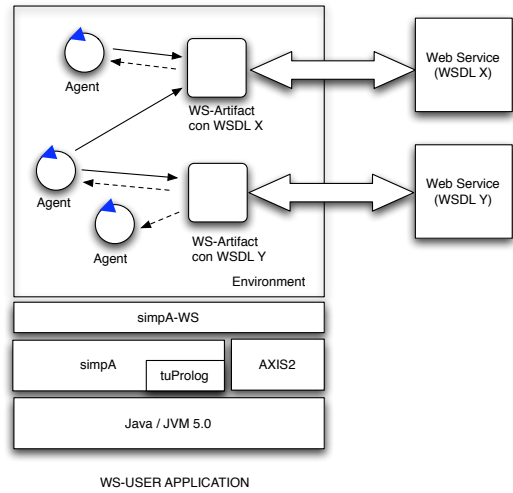 Agent
WS-Artifact
con WSDL X
Web Service
(WSDL X)
Agent
Agent
WS-Artifact
con WSDL Y
Web Service
(WSDL Y)
Environment
simpA-WS
simpA
tuProlog
AXIS2
Java / JVM 5.0
WS-USER APPLICATION